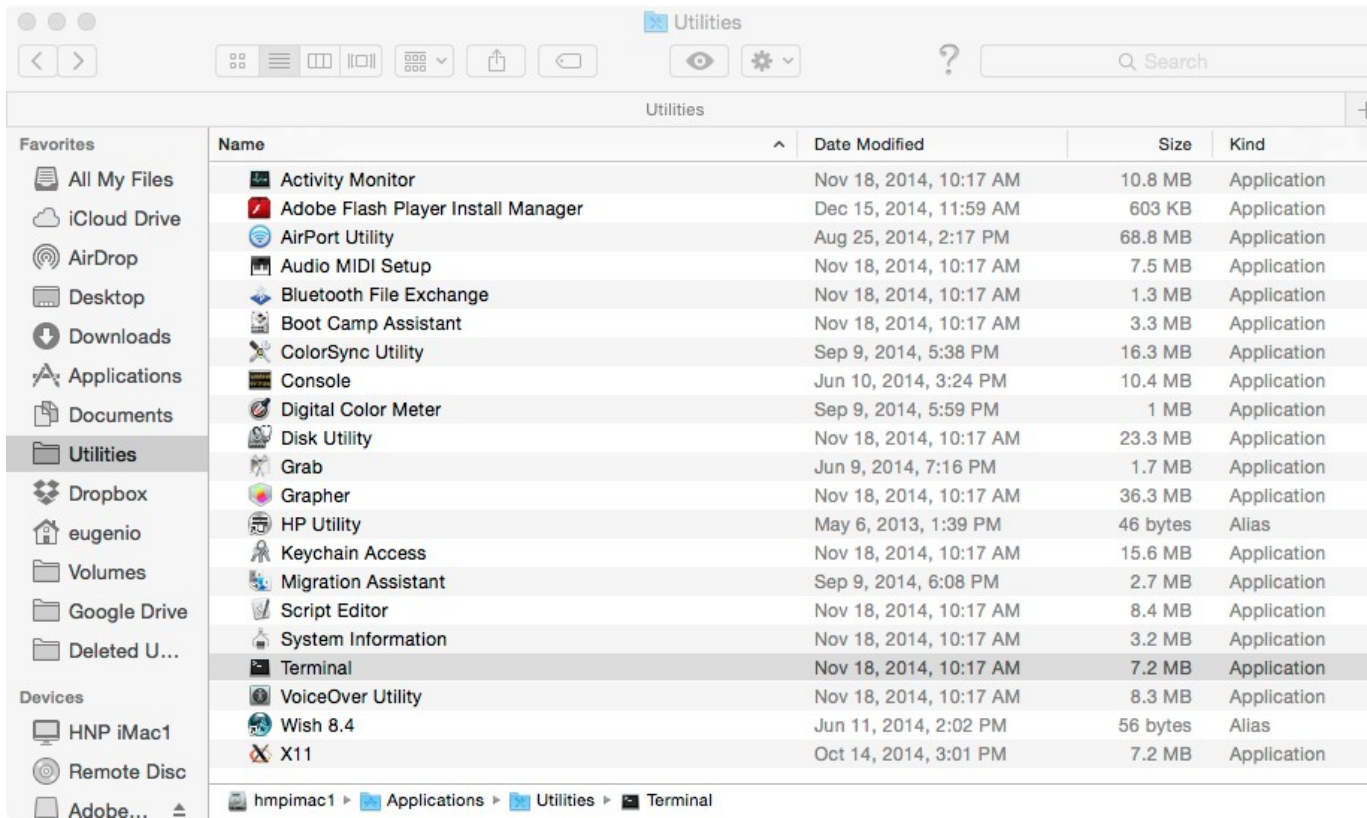 Utilities
Search
Utilities
Favorites
All My Files
iCloud Drive
AirDrop
Desktop
Downloads
Applications
Documents
Utilities
Dropbox
eugenio
Volumes
Google Drive
Deleted U...
Devices
HNP iMac1
Remote Disc
Adobe...
Name Date Modified Size Kind
Activity Monitor Nov 18, 2014, 10:17 AM 10.8 MB Application
Adobe Flash Player Install Manager Dec 15, 2014, 11:59 AM 603 KB Application
AirPort Utility Aug 25, 2014, 2:17 PM 68.8 MB Application
Audio MIDI Setup Nov 18, 2014, 10:17 AM 7.5 MB Application
Bluetooth File Exchange Nov 18, 2014, 10:17 AM 1.3 MB Application
Boot Camp Assistant Nov 18, 2014, 10:17 AM 3.3 MB Application
ColorSync Utility Sep 9, 2014, 5:38 PM 16.3 MB Application
Console Jun 10, 2014, 3:24 PM 10.4 MB Application
Digital Color Meter Sep 9, 2014, 5:59 PM 1 MB Application
Disk Utility Nov 18, 2014, 10:17 AM 23.3 MB Application
Grab Jun 9, 2014, 7:16 PM 1.7 MB Application
Grapher Nov 18, 2014, 10:17 AM 36.3 MB Application
HP Utility May 6, 2013, 1:39 PM 46 bytes Alias
Keychain Access Nov 18, 2014, 10:17 AM 15.6 MB Application
Migration Assistant Sep 9, 2014, 6:08 PM 2.7 MB Application
Script Editor Nov 18, 2014, 10:17 AM 8.4 MB Application
System Information Nov 18, 2014, 10:17 AM 3.2 MB Application
Terminal Nov 18, 2014, 10:17 AM 7.2 MB Application
VoiceOver Utility Nov 18, 2014, 10:17 AM 8.3 MB Application
Wish 8.4 Jun 11, 2014, 2:02 PM 56 bytes Alias
X11 Oct 14, 2014, 3:01 PM 7.2 MB Application
hmpimac1 ▸ Applications ▸ Utilities ▸ Terminal